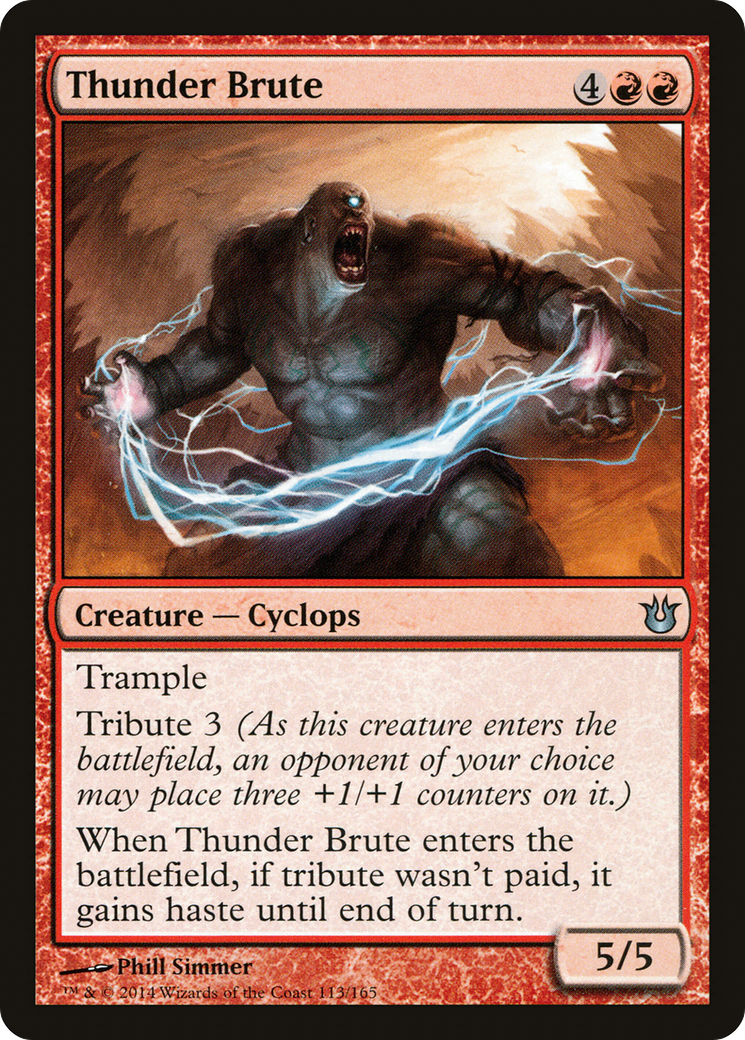 Thunder Brute 4
Creature — Cyclops
Trample
Tribute 3 (As this creature enters the
battlefield, an opponent of your choice
may place three +1/+1 counters on it.)
When Thunder Brute enters the
battlefield, if tribute wasn't paid, it
gains haste until end of turn.
5/5
Phill Simmer
™ & © 2014 Wizards of the Coast 113/165